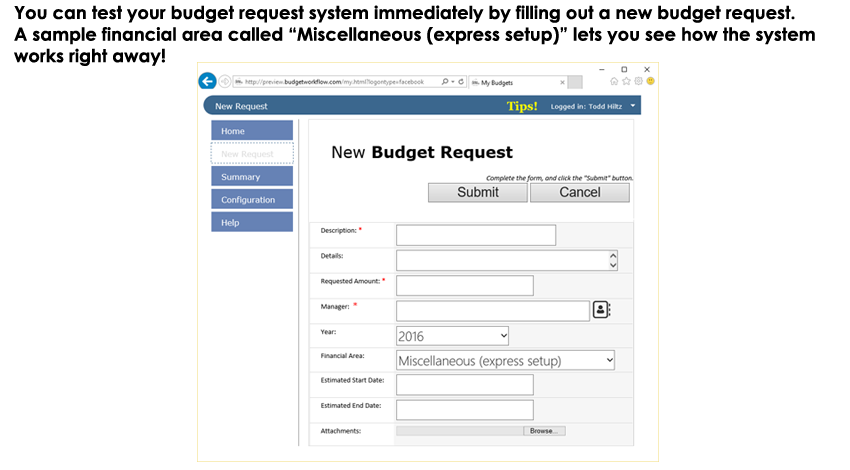 You can test your budget request system immediately by filling out a new budget request.
A sample financial area called “Miscellaneous (express setup)” lets you see how the system
works right away!
http://preview.budgetworkflow.com/my.html?logontype=facebook
My Budgets
New Request
Tips!
Logged in: Todd Hiltz
Home
New Request
Summary
Configuration
Help
New Budget Request
Complete the form, and click the "Submit" button.
Submit
Cancel
Description: *
Details:
Requested Amount: *
Manager: *
Year:
2016
Financial Area:
Miscellaneous (express setup)
Estimated Start Date:
Estimated End Date:
Attachments:
Browse...